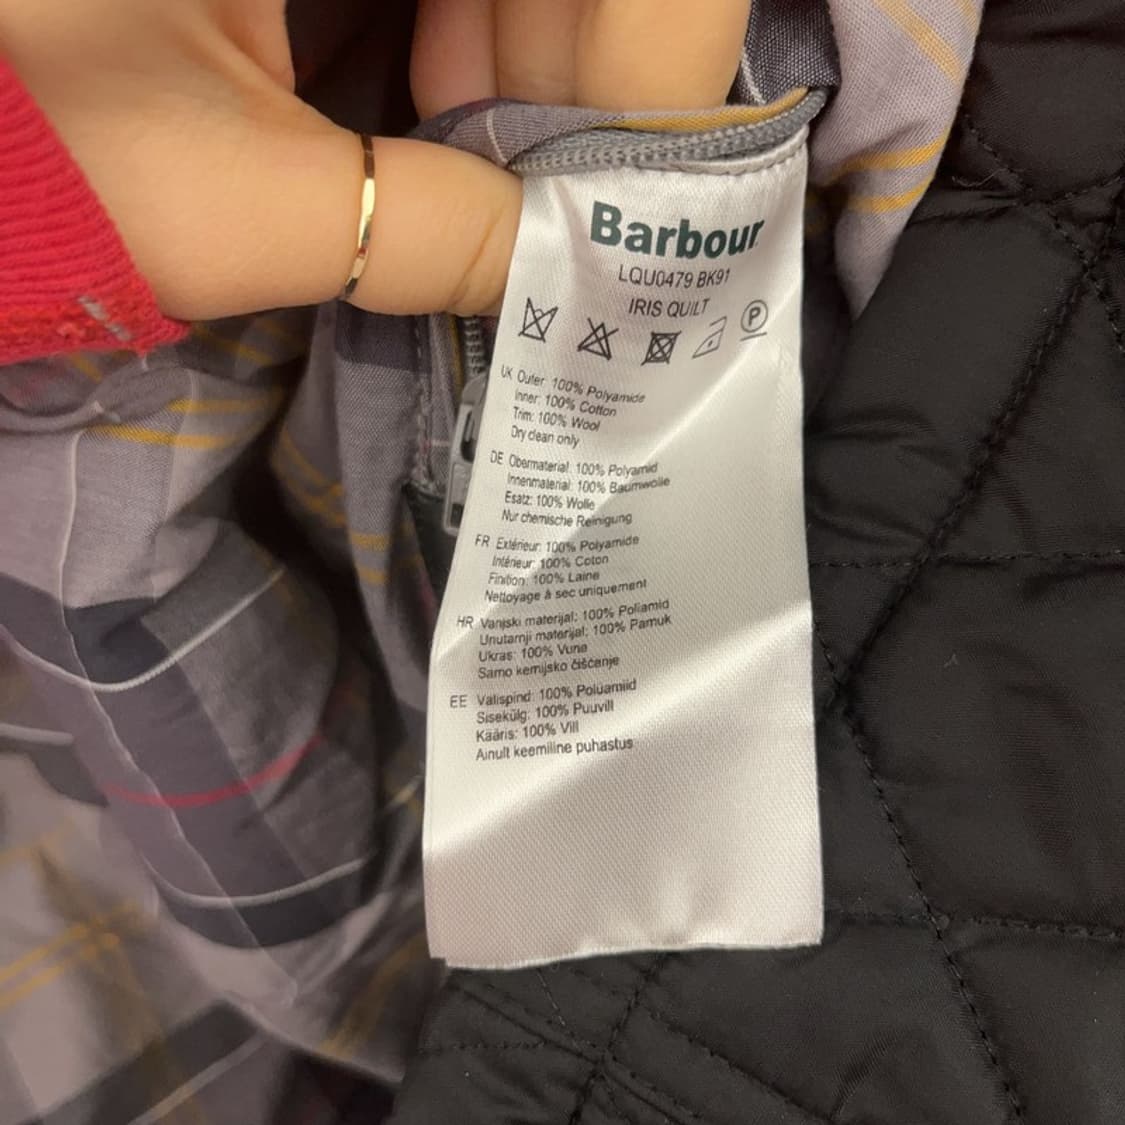 Barbour
LQU0479 BK91
IRIS QUILT
P
UK Outer: 100% Polyamide
Inner: 100% Cotton
Trim: 100% Wool
Dry clean only
DE Obermaterial: 100% Polyamid
Innenmaterial: 100% Baumwolle
Esatz: 100% Wolle
Nur chemische Reinigung
FR Extérieur: 100% Polyamide
Intérieur: 100% Coton
Finition: 100% Laine
Nettoyage à sec uniquement
HR Vanjski materijal: 100% Poliamid
Unutarnji materijal: 100% Pamuk
Ukras: 100% Vuna
Samo kemijsko čišćenje
EE Valispind: 100% Polüamiid
Sisekülg: 100% Puuvill
Kaaris: 100% Vill
Ainult keemiline puhastus